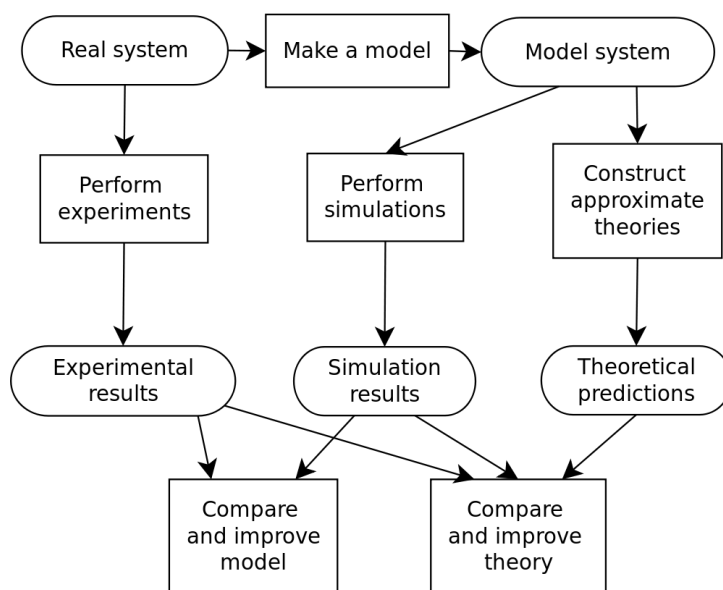 Real system
Make a model
Model system
Perform
experiments
Perform
simulations
Construct
approximate
theories
Experimental
results
Simulation
results
Theoretical
predictions
Compare
and improve
model
Compare
and improve
theory